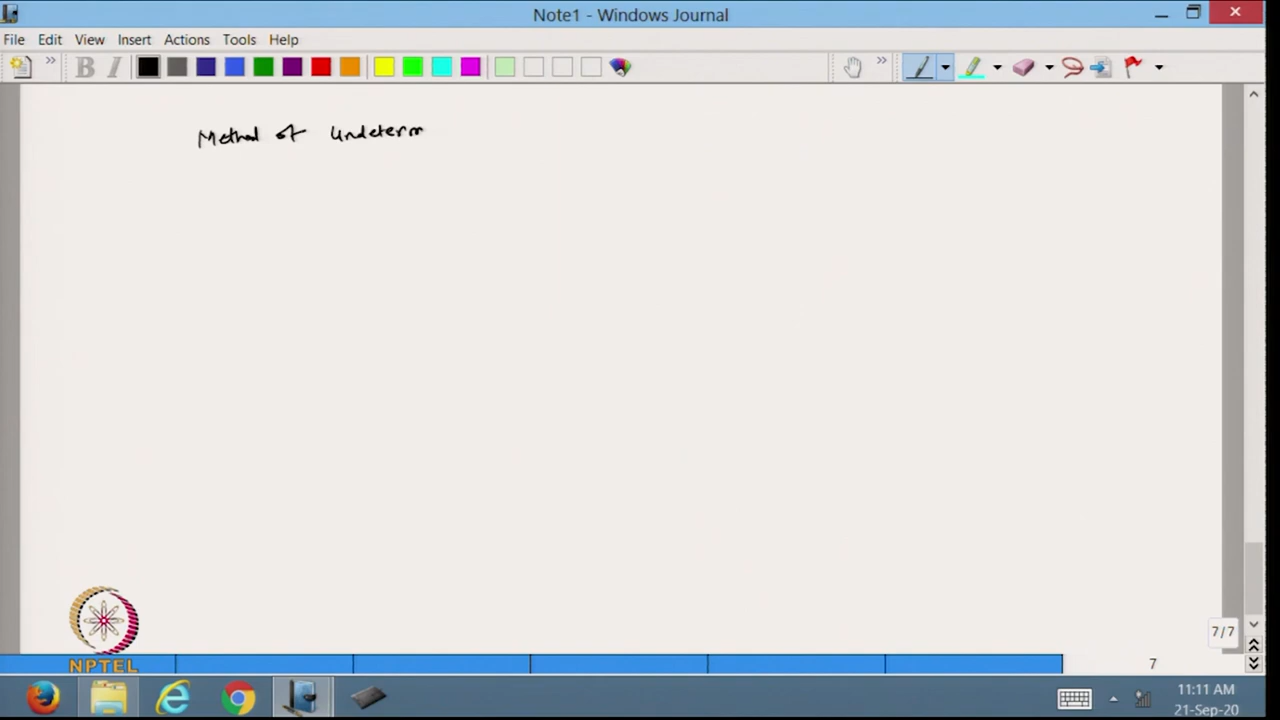 Note1 - Windows Journal
File Edit View Insert Actions Tools Help
B I
Method of Undeterm
NPTEL
7/7
7
11:11 AM
21-Sep-20